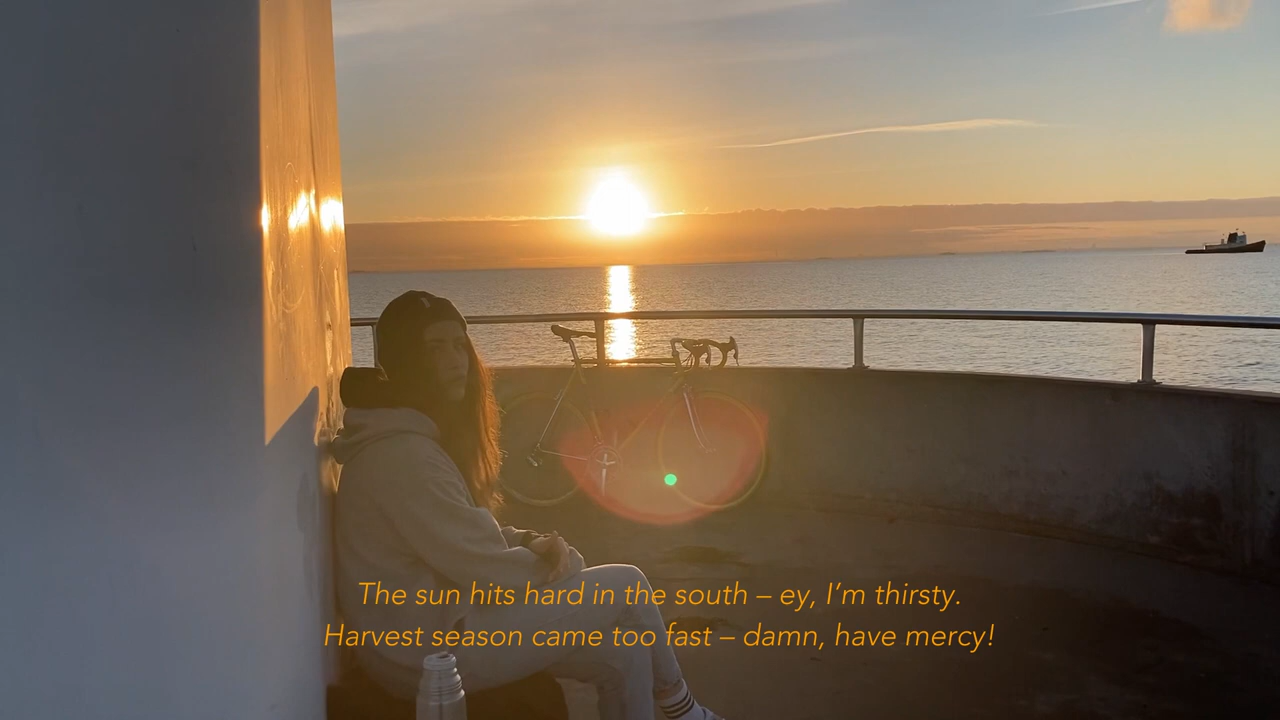 The sun hits hard in the south – ey, I’m thirsty.
Harvest season came too fast – damn, have mercy!